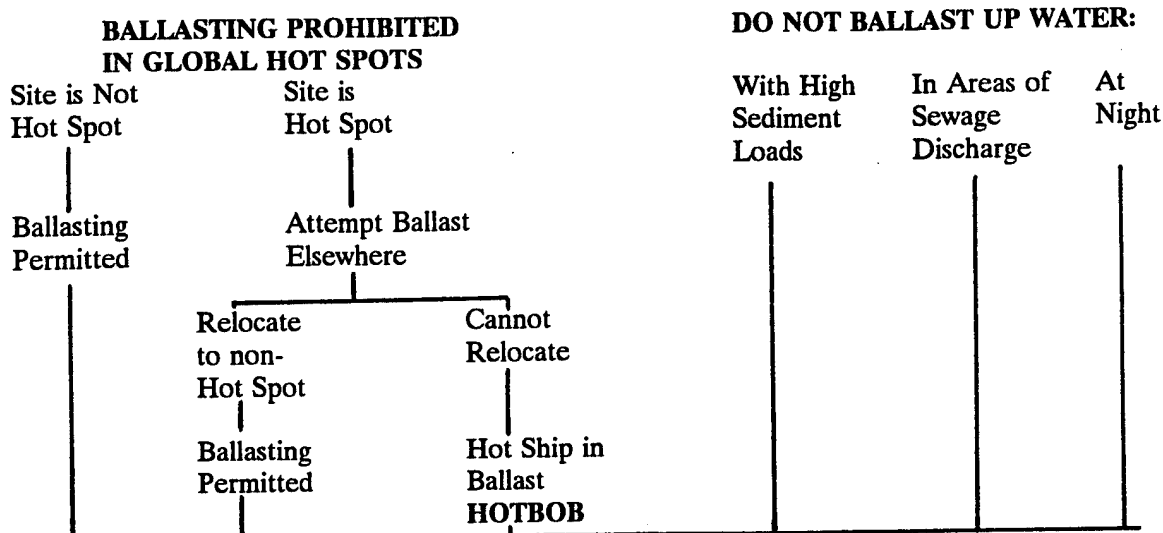 BALLASTING PROHIBITED
IN GLOBAL HOT SPOTS
Site is Not
Hot Spot
Site is
Hot Spot
Ballasting
Permitted
Attempt Ballast
Elsewhere
Relocate
to non-
Hot Spot
Cannot
Relocate
Ballasting
Permitted
Hot Ship in
Ballast
HOTBOB
DO NOT BALLAST UP WATER:
With High
Sediment
Loads
In Areas of
Sewage
Discharge
At
Night